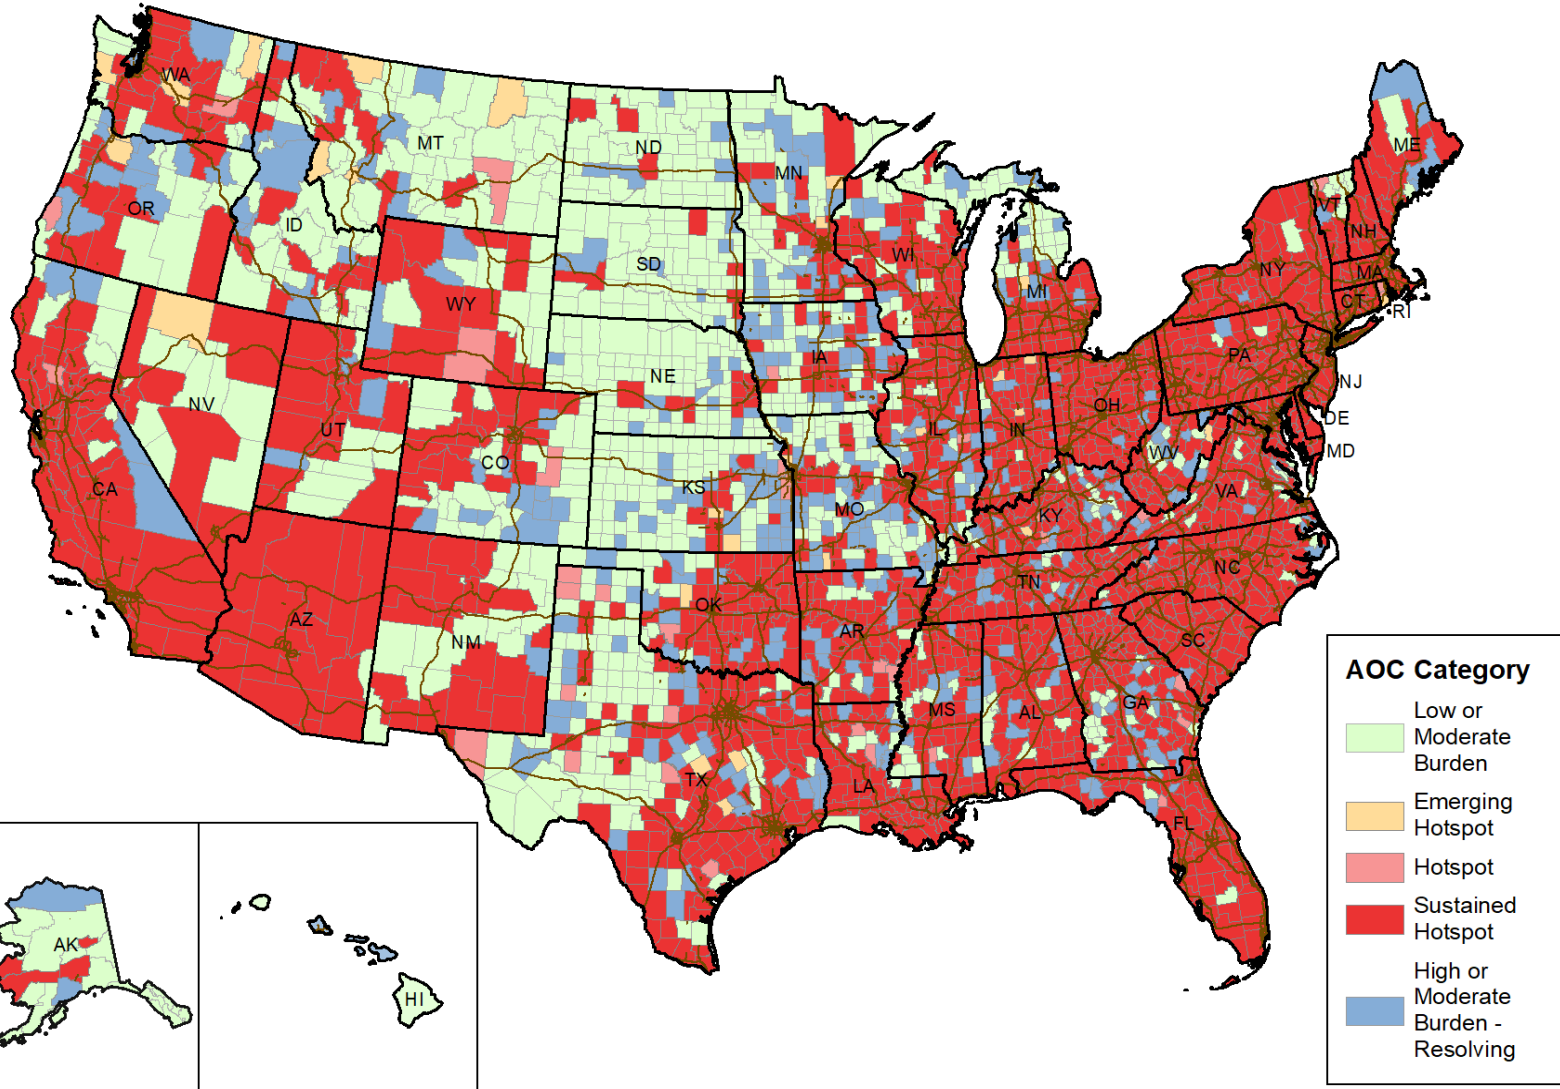 WA
MT
ND
MN
ME
OR
ID
SD
WI
MI
VT
NH
NY
MA
CT
RI
WY
IA
PA
NJ
NE
NV
UT
CO
CA
KS
MO
IL
IN
OH
WV
DE
MD
VA
KY
AZ
NM
OK
AR
TN
NC
SC
MS
AL
GA
TX
LA
FL
AK
HI
AOC Category
Low or
Moderate
Burden
Emerging
Hotspot
Hotspot
Sustained
Hotspot
High or
Moderate
Burden -
Resolving